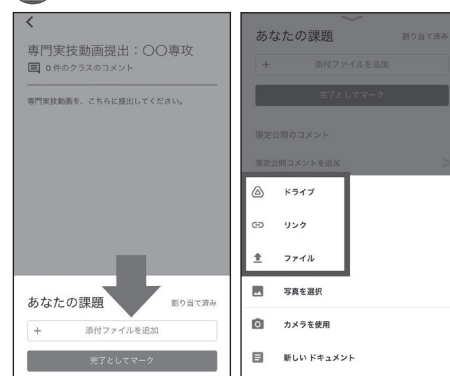 専門実技動画提出：〇〇専攻
0 件のクラスのコメント
専門実技動画を、こちらに提出してください。
あなたの課題
割り当て済み
+ 添付ファイルを追加
完了としてマーク
あなたの課題
割り当て済み
+ 添付ファイルを追加
完了としてマーク
限定公開のコメント
限定公開コメントを追加
ドライブ
リンク
ファイル
写真を選択
カメラを使用
新しいドキュメント